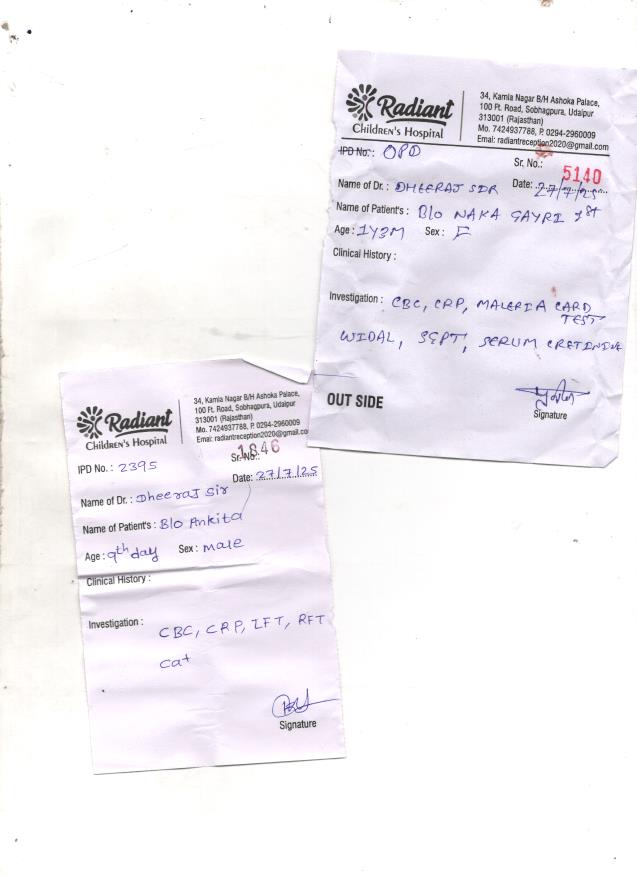 Radiant
Children's Hospital
34, Kamla Nagar B/H Ashoka Palace,
100 Ft. Road, Sobhagpura, Udaipur
313001 (Rajasthan)
Mo. 7424937788, P. 0294-2960009
Emai: radiantreception2020@gmail.com
IPD No.: OPD
Sr. No.: 5140
Name of Dr.: DHEERAJ SIR
Date: 27/7/25
Name of Patient's: B/o NAKA GAYRI 1st
Age: 1Y3M Sex: F
Clinical History:
Investigation: CBC, CRP, MALERIA CARD
TEST
WIDAL, SGPT, SERUM CRETININE
OUT SIDE
Signature
Radiant
Children's Hospital
34, Kamla Nagar B/H Ashoka Palace,
100 Ft. Road, Sobhagpura, Udaipur
313001 (Rajasthan)
Mo. 7424937788, P. 0294-2960009
Emai: radiantreception2020@gmail.co
IPD No.: 2395
Sr. No.: 1846
Date: 27/7/25
Name of Dr.: Dheeraj Sir
Name of Patient's: B/o Ankita
Age: 9th day Sex: male
Clinical History:
Investigation:
CBC, CRP, LFT, RFT
Ca+
Signature